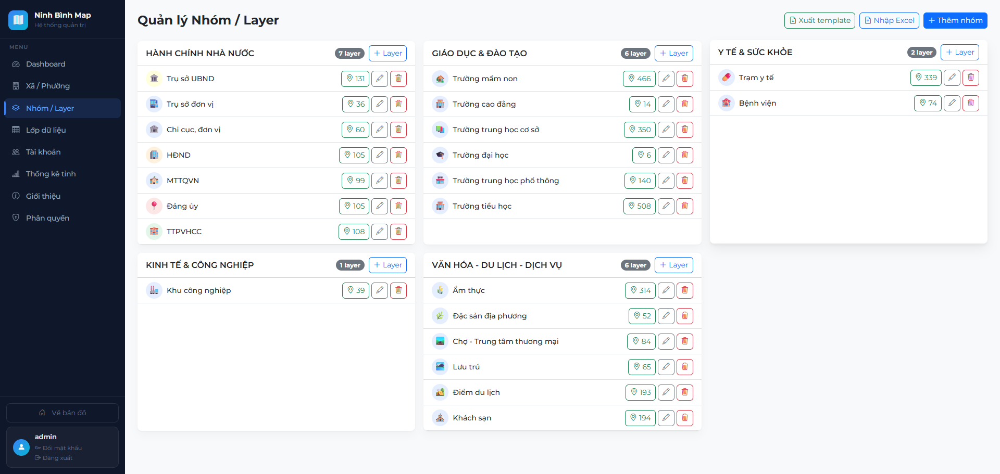 Ninh Bình Map
Hệ thống quản trị
MENU
Dashboard
Xã / Phường
Nhóm / Layer
Lớp dữ liệu
Tài khoản
Thống kê tỉnh
Giới thiệu
Phân quyền
Về bản đồ
admin
Đổi mật khẩu
Đăng xuất
Quản lý Nhóm / Layer
Xuất template
Nhập Excel
+ Thêm nhóm
HÀNH CHÍNH NHÀ NƯỚC
7 layer
+ Layer
Trụ sở UBND
131
Trụ sở đơn vị
36
Chi cục, đơn vị
60
HĐND
105
MTTQVN
99
Đảng ủy
105
TTPVHCC
108
GIÁO DỤC & ĐÀO TẠO
6 layer
+ Layer
Trường mầm non
466
Trường cao đẳng
14
Trường trung học cơ sở
350
Trường đại học
6
Trường trung học phổ thông
140
Trường tiểu học
508
Y TẾ & SỨC KHỎE
2 layer
+ Layer
Trạm y tế
339
Bệnh viện
74
KINH TẾ & CÔNG NGHIỆP
1 layer
+ Layer
Khu công nghiệp
39
VĂN HÓA - DU LỊCH - DỊCH VỤ
6 layer
+ Layer
Ẩm thực
314
Đặc sản địa phương
52
Chợ - Trung tâm thương mại
84
Lưu trú
65
Điểm du lịch
193
Khách sạn
194